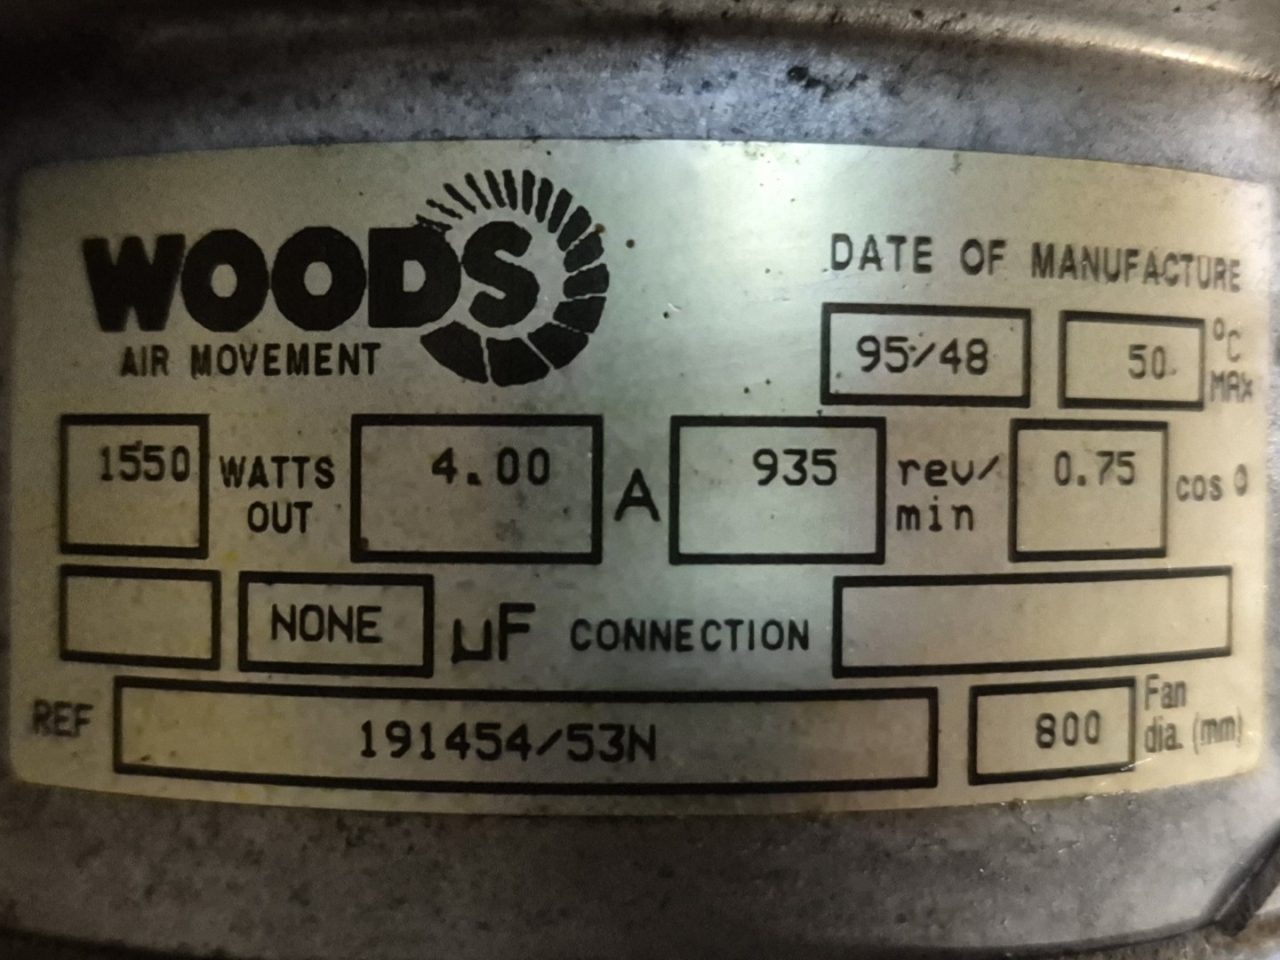 WOODS
AIR MOVEMENT
DATE OF MANUFACTURE
95/48 50 °C MAX
1550 WATTS OUT 4.00 A 935 rev/min 0.75 cos Ø
NONE µF CONNECTION
REF 191454/53N 800 Fan dia. (mm)